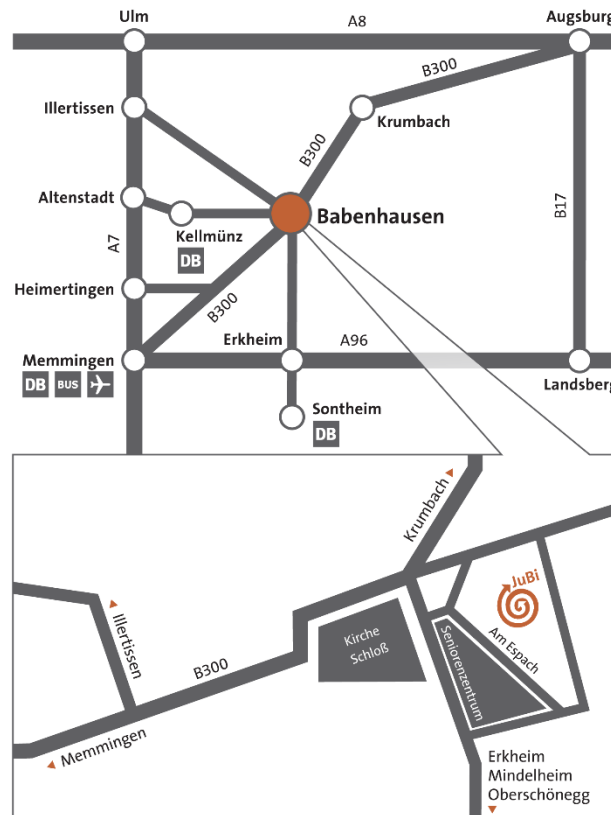 Ulm
A8
Augsburg
B300
Illertissen
Krumbach
B300
Altenstadt
Babenhausen
B17
Kellmünz
DB
A7
Heimertingen
B300
Erkheim
A96
Memmingen
Landsberg
DB BUS
Sontheim
DB
Krumbach
JuBi
Illertissen
Kirche
Schloß
Am Espach
Seniorenzentrum
B300
Memmingen
Erkheim
Mindelheim
Oberschönegg